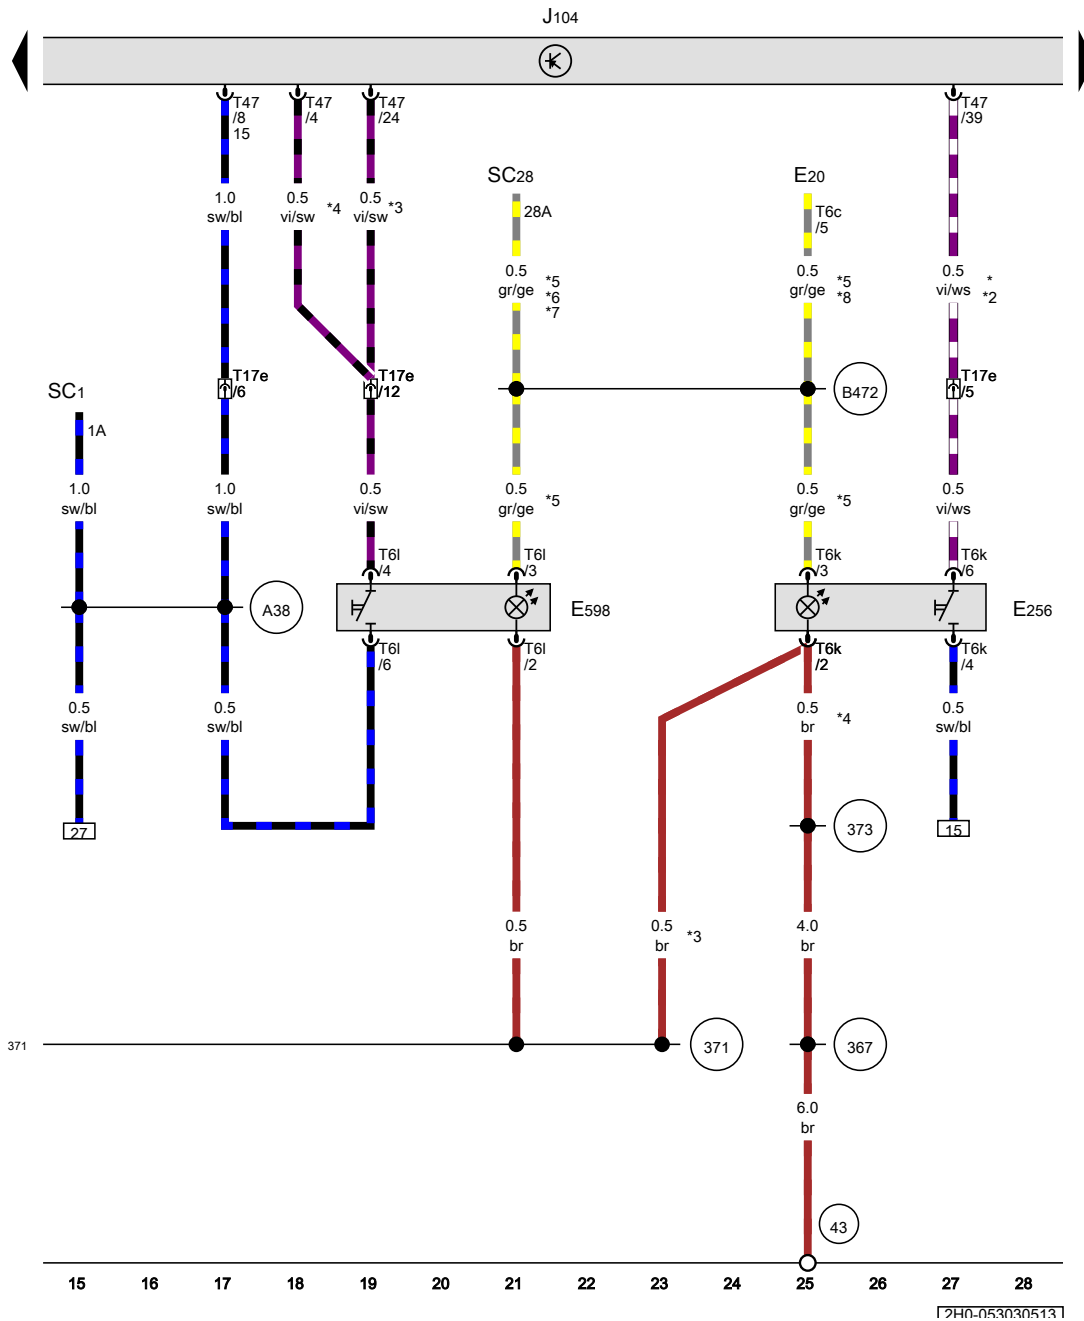 J104
T47
/8
15
T47
/4
T47
/24
T47
/39
SC28
E20
28A
T6c
/5
1.0
sw/bl
0.5
vi/sw
*4
0.5
vi/sw
*3
0.5
gr/ge
*5
*6
*7
0.5
gr/ge
*5
*8
0.5
vi/ws
*
*2
SC1
T17e
/6
T17e
/12
B472
T17e
/5
1A
1.0
sw/bl
1.0
sw/bl
0.5
vi/sw
0.5
gr/ge
*5
0.5
gr/ge
*5
0.5
vi/ws
T6l
/4
T6l
/3
T6k
/3
T6k
/6
A38
E598
E256
T6l
/6
T6l
/2
T6k
/2
T6k
/4
0.5
sw/bl
0.5
sw/bl
0.5
br
*4
0.5
sw/bl
27
373
15
0.5
br
0.5
br
*3
4.0
br
371
371
367
6.0
br
43
15 16 17 18 19 20 21 22 23 24 25 26 27 28
2H0-053030513